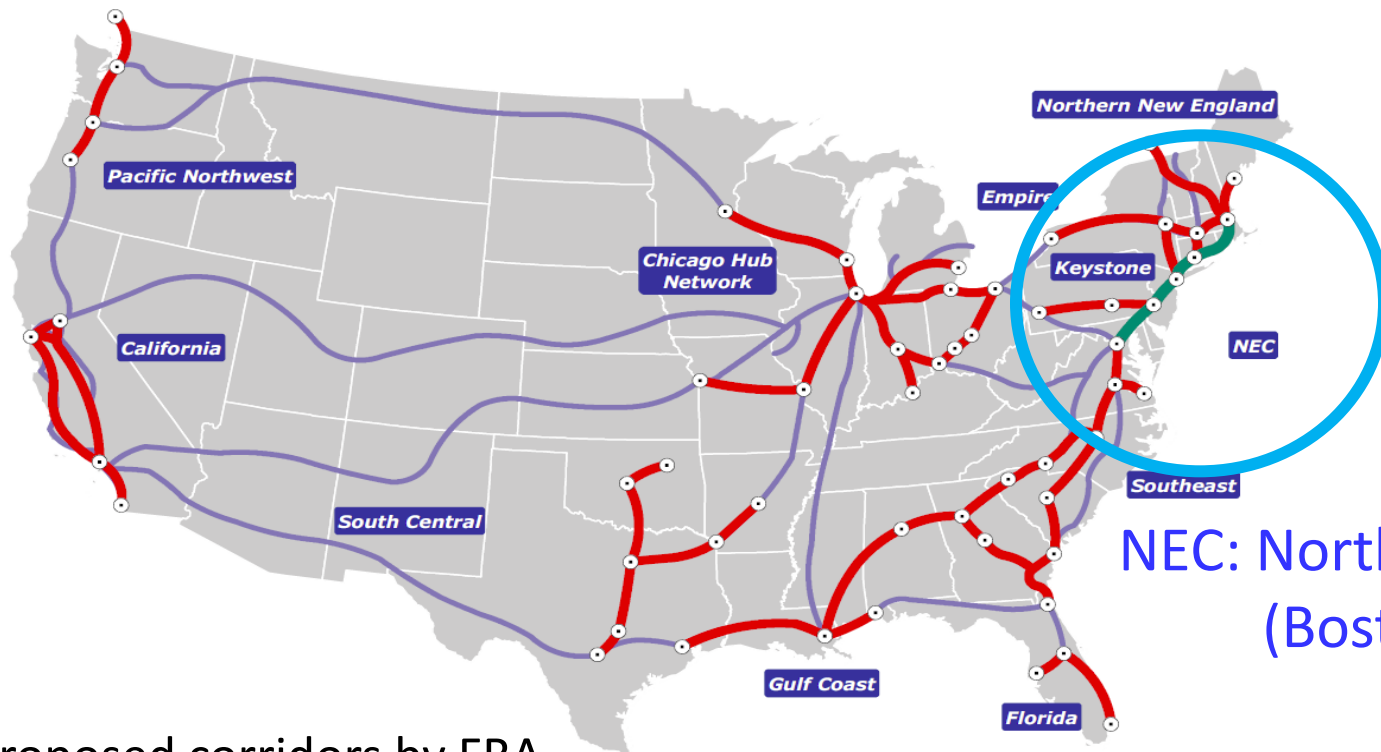 Northern New England
Pacific Northwest
Empire
Chicago Hub
Network
Keystone
California
NEC
Southeast
South Central
NEC: North
(Bost
Gulf Coast
Florida
roposed corridors by FRA